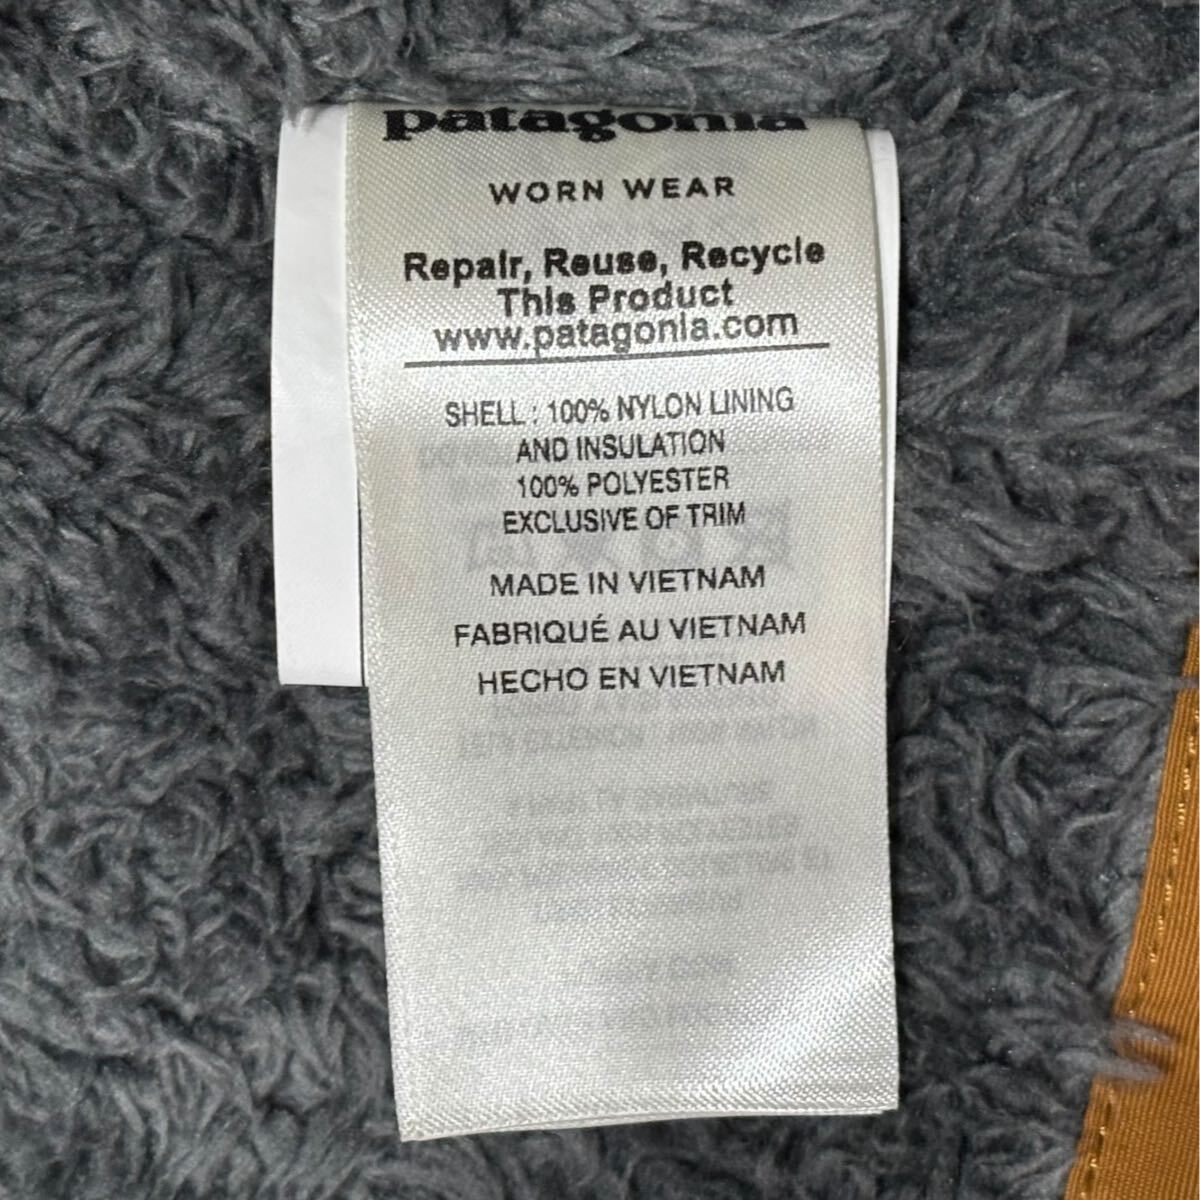 patagonia
WORN WEAR
Repair, Reuse, Recycle
This Product
www.patagonia.com
SHELL : 100% NYLON LINING
AND INSULATION
100% POLYESTER
EXCLUSIVE OF TRIM
MADE IN VIETNAM
FABRIQUÉ AU VIETNAM
HECHO EN VIETNAM